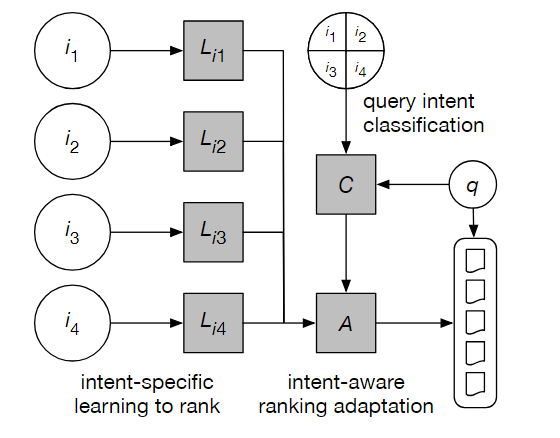 i1
Li1
i1 i2
i3 i4
query intent
classification
i2
Li2
C
q
i3
Li3
i4
Li4
A
intent-specific
learning to rank
intent-aware
ranking adaptation